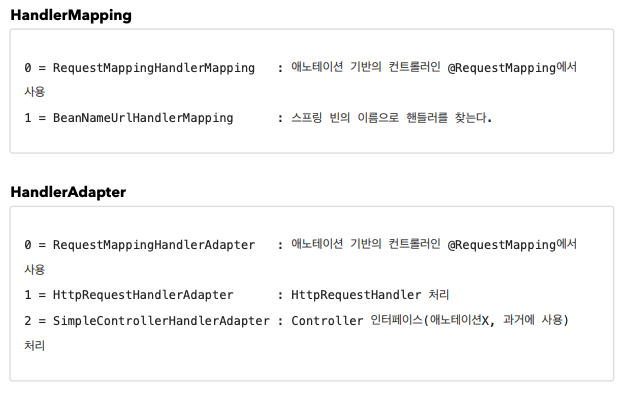 HandlerMapping
0 = RequestMappingHandlerMapping   : 애노테이션 기반의 컨트롤러인 @RequestMapping에서
사용
1 = BeanNameUrlHandlerMapping      : 스프링 빈의 이름으로 핸들러를 찾는다.
HandlerAdapter
0 = RequestMappingHandlerAdapter   : 애노테이션 기반의 컨트롤러인 @RequestMapping에서
사용
1 = HttpRequestHandlerAdapter      : HttpRequestHandler 처리
2 = SimpleControllerHandlerAdapter : Controller 인터페이스(애노테이션X, 과거에 사용)
처리